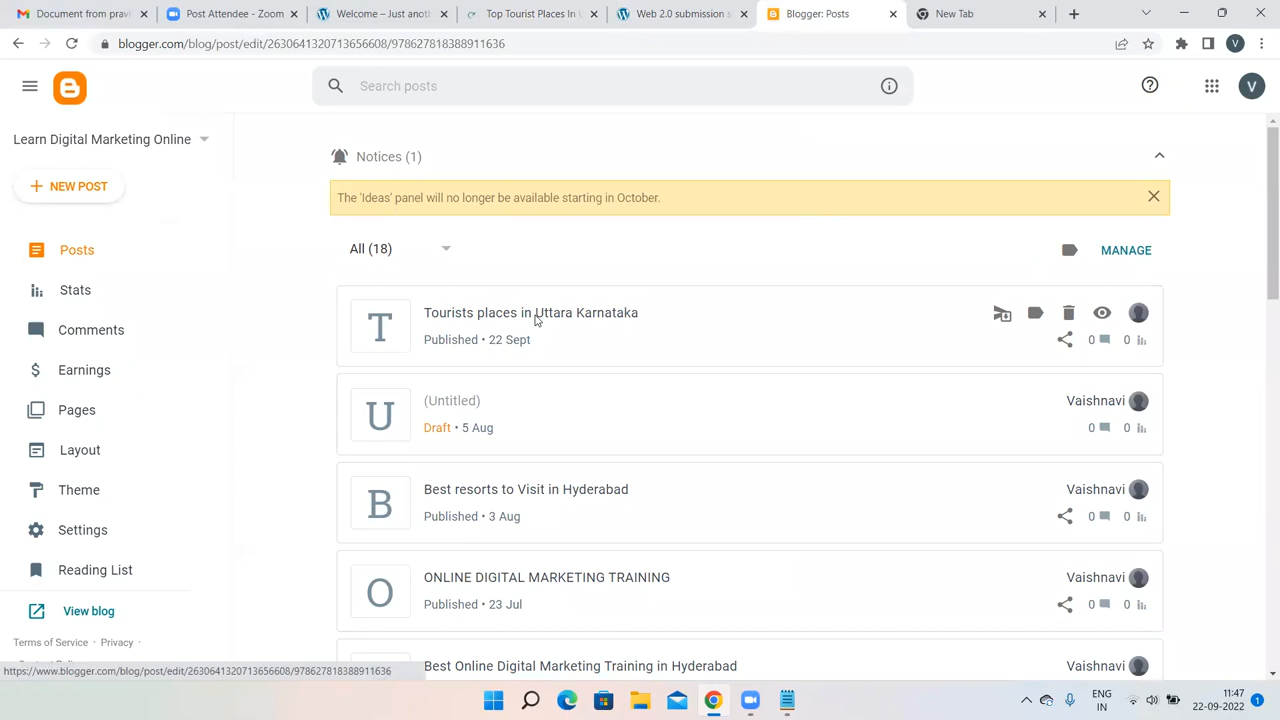 Document from prav
Post Attendee - Zoom
Welcome – Just anoth
Top Tourist Places In U
Web 2.0 submission s
Blogger: Posts
New Tab
blogger.com/blog/post/edit/2630641320713656608/978627818388911636
V
Search posts
V
Learn Digital Marketing Online
NEW POST
Posts
Stats
Comments
Earnings
Pages
Layout
Theme
Settings
Reading List
View blog
Terms of Service · Privacy ·
Notices (1)
The 'Ideas' panel will no longer be available starting in October.
All (18)
MANAGE
T
Tourists places in Uttara Karnataka
Published • 22 Sept
0 0
U
(Untitled)
Draft • 5 Aug
Vaishnavi
0 0
B
Best resorts to Visit in Hyderabad
Published • 3 Aug
Vaishnavi
0 0
O
ONLINE DIGITAL MARKETING TRAINING
Published • 23 Jul
Vaishnavi
0 0
Best Online Digital Marketing Training in Hyderabad
Vaishnavi
https://www.blogger.com/blog/post/edit/2630641320713656608/978627818388911636
ENG
IN
11:47
22-09-2022
1